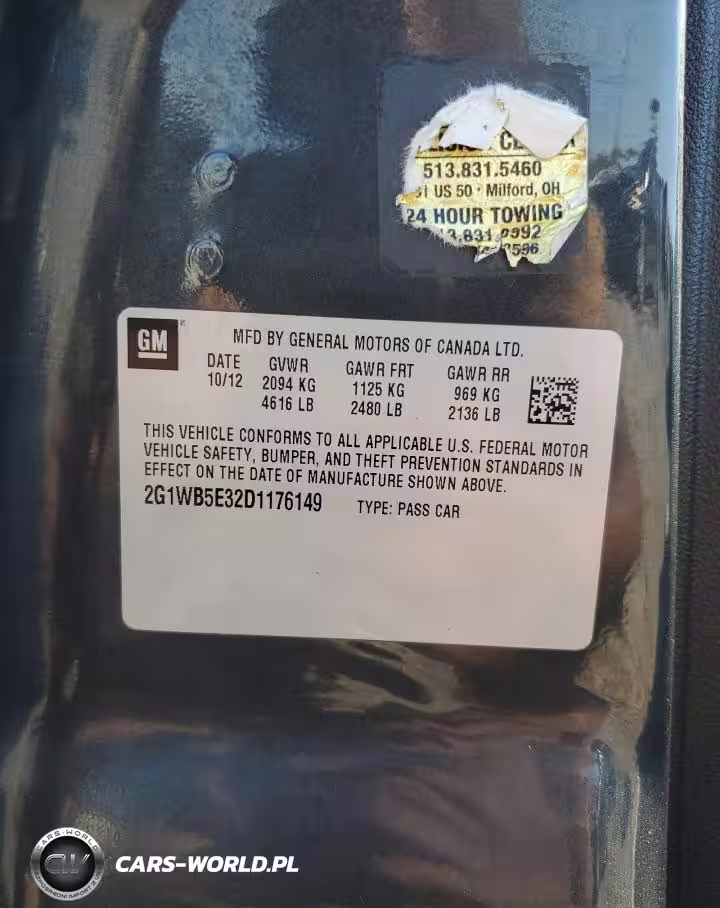 513.831.5460
US 50 · Milford, OH
24 HOUR TOWING
GM
MFD BY GENERAL MOTORS OF CANADA LTD.
DATE GVWR GAWR FRT GAWR RR
10/12 2094 KG 1125 KG 969 KG
4616 LB 2480 LB 2136 LB
THIS VEHICLE CONFORMS TO ALL APPLICABLE U.S. FEDERAL MOTOR
VEHICLE SAFETY, BUMPER, AND THEFT PREVENTION STANDARDS IN
EFFECT ON THE DATE OF MANUFACTURE SHOWN ABOVE.
2G1WB5E32D1176149 TYPE: PASS CAR
CARS-WORLD
CW
CARS-WORLD.PL